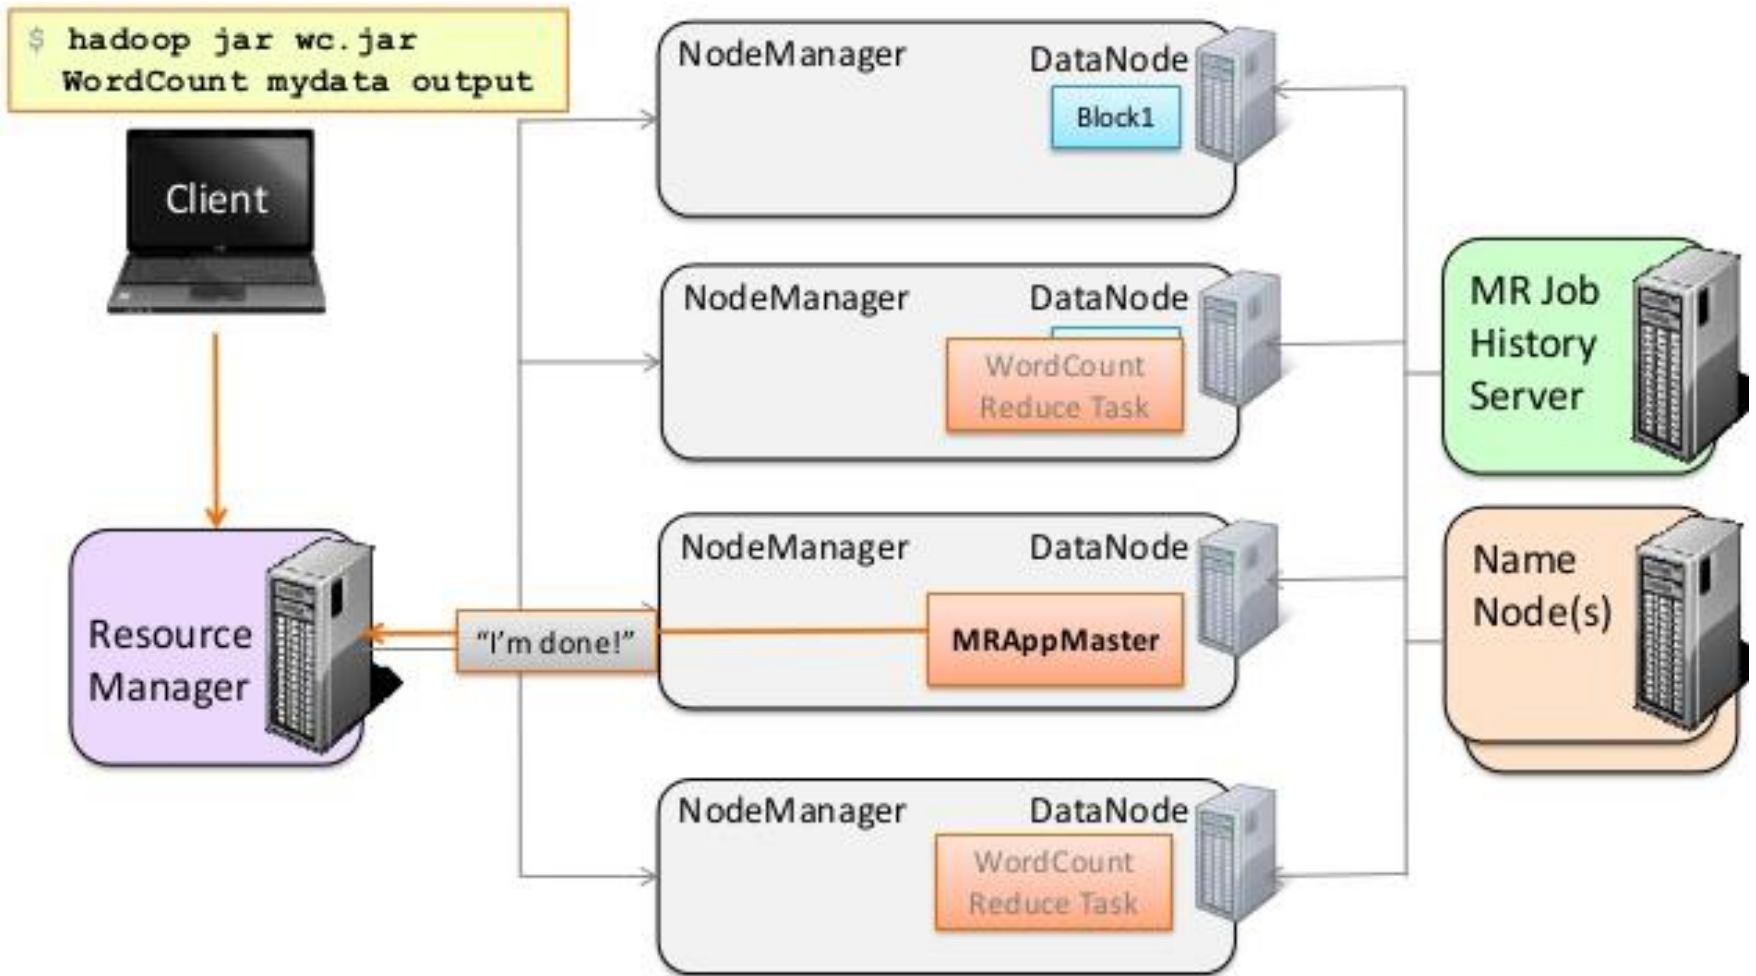 $ hadoop jar wc.jar
WordCount mydata output
Client
Resource
Manager
"I'm done!"
NodeManager DataNode
Block1
NodeManager DataNode
WordCount
Reduce Task
NodeManager DataNode
MRAppMaster
NodeManager DataNode
WordCount
Reduce Task
MR Job
History
Server
Name
Node(s)